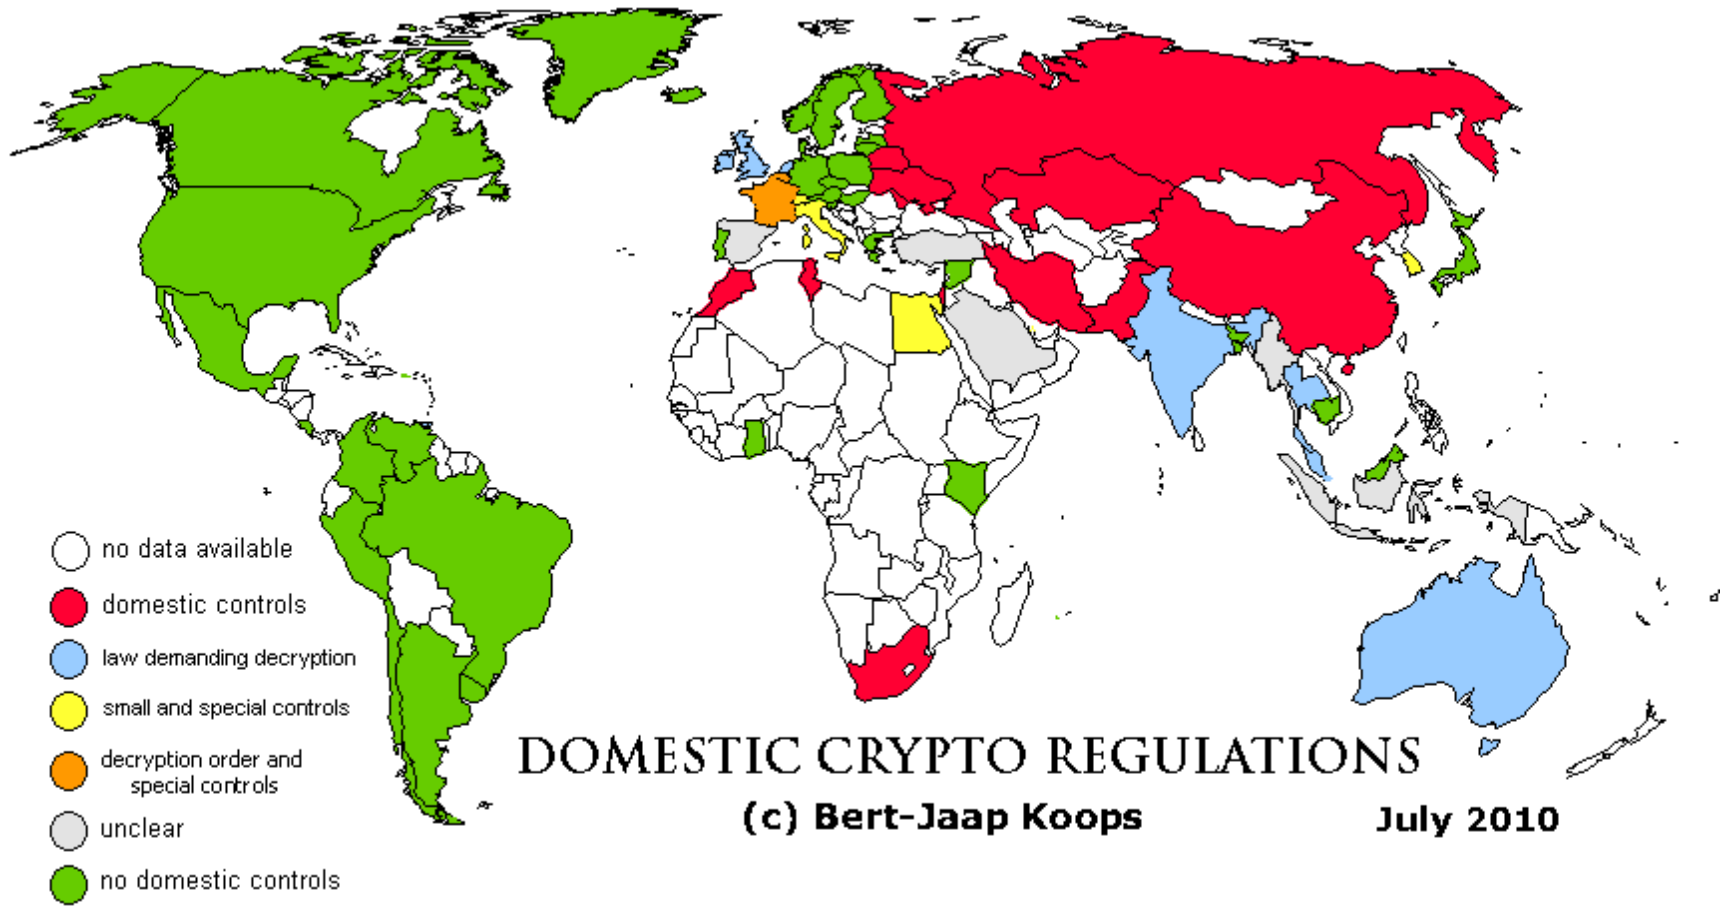 no data available
domestic controls
law demanding decryption
small and special controls
decryption order and
special controls
unclear
no domestic controls
DOMESTIC CRYPTO REGULATIONS
(c) Bert-Jaap Koops
July 2010